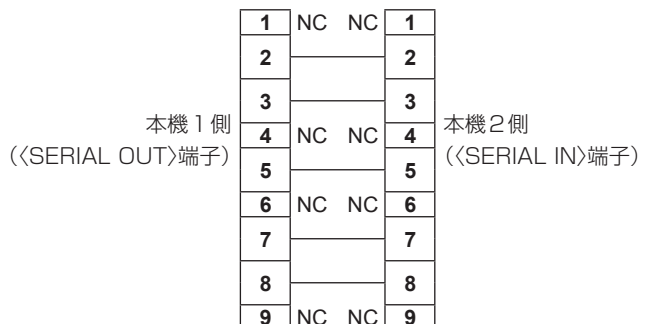 1 NC NC 1
2 2
3 3
本機1側
(〈SERIAL OUT〉端子)
4 NC NC 4
本機2側
(〈SERIAL IN〉端子)
5 5
6 NC NC 6
7 7
8 8
9 NC NC 9